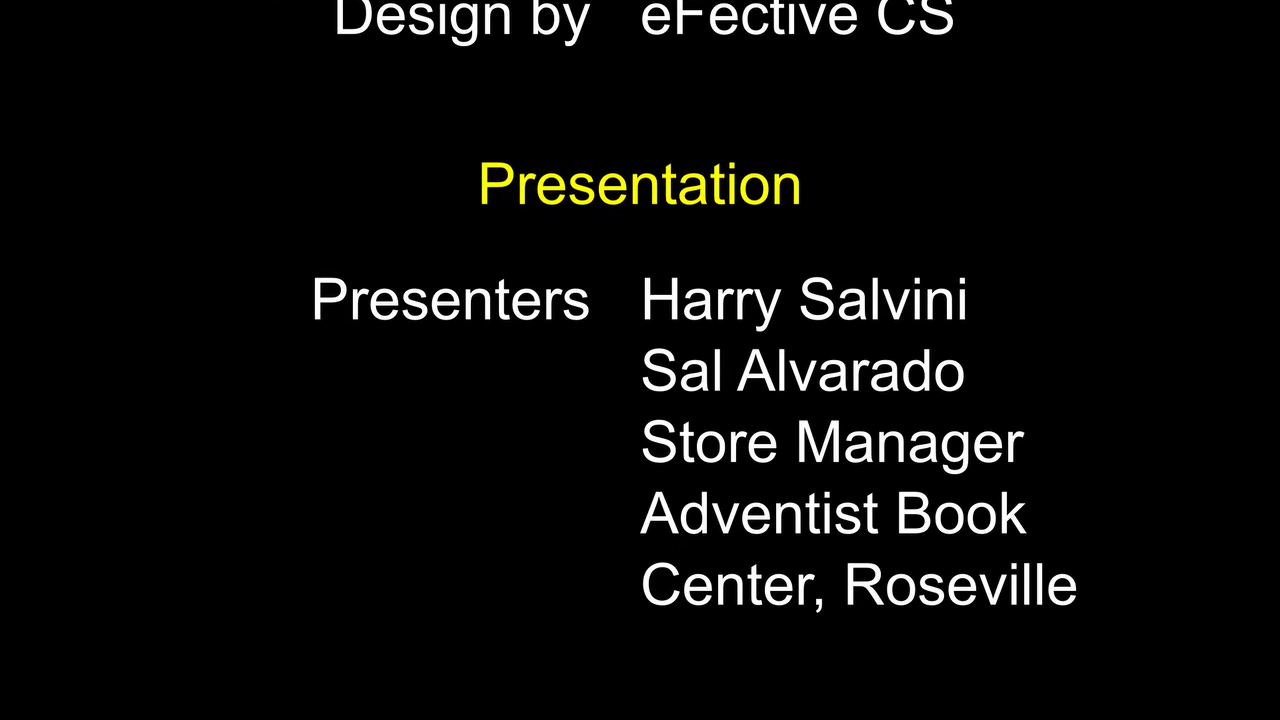 Design by eFective CS
Presentation
Presenters Harry Salvini
Sal Alvarado
Store Manager
Adventist Book
Center, Roseville